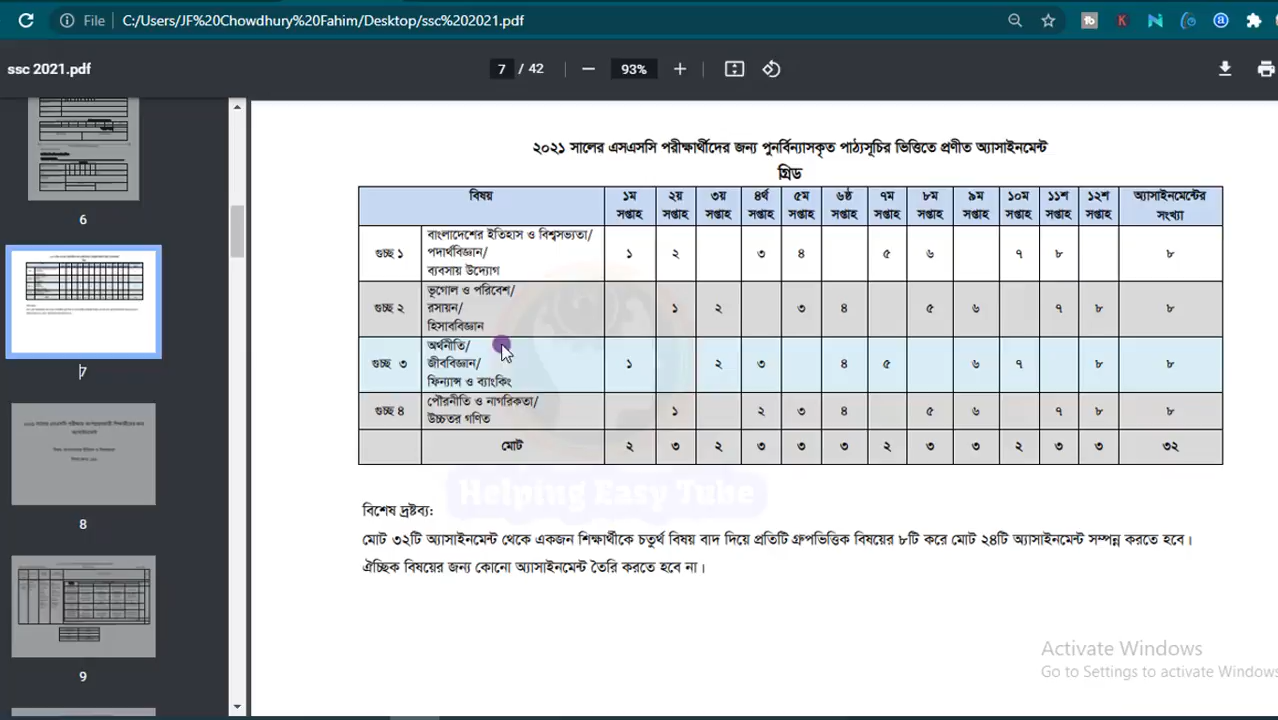 File C:/Users/JF%20Chowdhury%20Fahim/Desktop/ssc%202021.pdf
ssc 2021.pdf
7 / 42
93%
২০২১ সালের এসএসসি পরীক্ষার্থীদের জন্য পুনর্বিন্যাসকৃত পাঠ্যসূচির ভিত্তিতে প্রণীত অ্যাসাইনমেন্ট
গ্রিড
বিষয় ১ম সপ্তাহ ২য় সপ্তাহ ৩য় সপ্তাহ ৪র্থ সপ্তাহ ৫ম সপ্তাহ ৬ষ্ঠ সপ্তাহ ৭ম সপ্তাহ ৮ম সপ্তাহ ৯ম সপ্তাহ ১০ম সপ্তাহ ১১শ সপ্তাহ ১২শ সপ্তাহ অ্যাসাইনমেন্টের সংখ্যা
গুচ্ছ ১
বাংলাদেশের ইতিহাস ও বিশ্বসভ্যতা/
পদার্থবিজ্ঞান/
ব্যবসায় উদ্যোগ
১ ২ ৩ ৪ ৫ ৬ ৭ ৮ ৮
গুচ্ছ ২
ভূগোল ও পরিবেশ/
রসায়ন/
হিসাববিজ্ঞান
১ ২ ৩ ৪ ৫ ৬ ৭ ৮ ৮
গুচ্ছ ৩
অর্থনীতি/
জীববিজ্ঞান/
ফিন্যান্স ও ব্যাংকিং
১ ২ ৩ ৪ ৫ ৬ ৭ ৮ ৮
গুচ্ছ ৪
পৌরনীতি ও নাগরিকতা/
উচ্চতর গণিত
১ ২ ৩ ৪ ৫ ৬ ৭ ৮ ৮
মোট ২ ৩ ২ ৩ ৩ ৩ ২ ৩ ৩ ২ ৩ ৩ ৩২
Helping Easy Tube
বিশেষ দ্রষ্টব্য:
মোট ৩২টি অ্যাসাইনমেন্ট থেকে একজন শিক্ষার্থীকে চতুর্থ বিষয় বাদ দিয়ে প্রতিটি গ্রুপভিত্তিক বিষয়ের ৮টি করে মোট ২৪টি অ্যাসাইনমেন্ট সম্পন্ন করতে হবে।
ঐচ্ছিক বিষয়ের জন্য কোনো অ্যাসাইনমেন্ট তৈরি করতে হবে না।
6
7
8
9
Activate Windows
Go to Settings to activate Windows